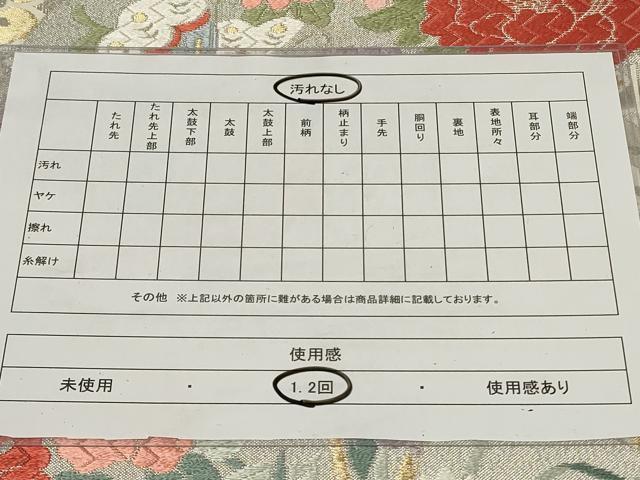 汚れなし
たれ先 たれ先上部 太鼓下部 太鼓 太鼓上部 前柄 柄止まり 手先 胴回り 裏地 表地所々 耳部分 端部分
汚れ
ヤケ
擦れ
糸解け
その他 ※上記以外の箇所に難がある場合は商品詳細に記載しております。
使用感
未使用 ・ 1.2回 ・ 使用感あり